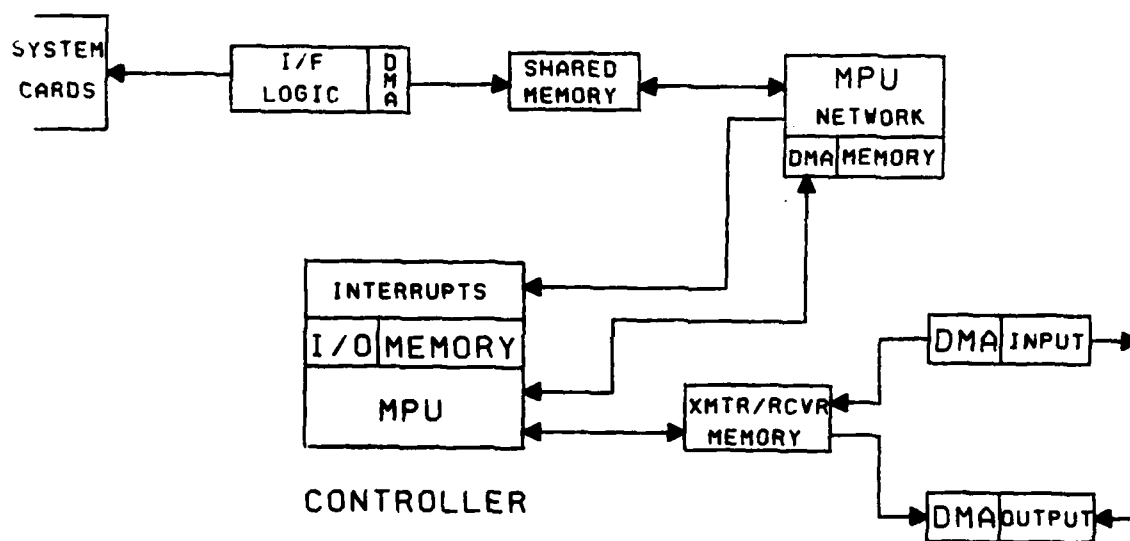 SYSTEM
CARDS
I/F
LOGIC
DMA
SHARED
MEMORY
MPU
NETWORK
DMA MEMORY
INTERRUPTS
I/O MEMORY
MPU
CONTROLLER
XMTR/RCVR
MEMORY
DMA INPUT
DMA OUTPUT